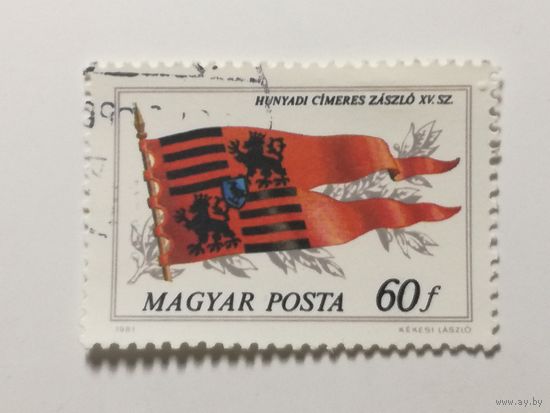 HUNYADI CÍMERES ZÁSZLÓ XV. SZ.
MAGYAR POSTA 60f
1981 KÉKESI LÁSZLÓ
www.ay.by